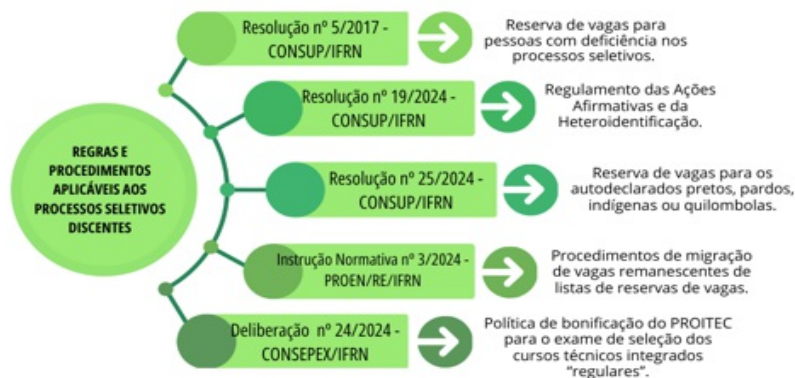 REGRAS E
PROCEDIMENTOS
APLICÁVEIS AOS
PROCESSOS SELETIVOS
DISCENTES
Resolução nº 5/2017 -
CONSUP/IFRN
Reserva de vagas para
pessoas com deficiência nos
processos seletivos.
Resolução nº 19/2024 -
CONSUP/IFRN
Regulamento das Ações
Afirmativas e da
Heteroidentificação.
Resolução nº 25/2024 -
CONSUP/IFRN
Reserva de vagas para os
autodeclarados pretos, pardos,
indígenas ou quilombolas.
Instrução Normativa nº 3/2024 -
PROEN/RE/IFRN
Procedimentos de migração
de vagas remanescentes de
listas de reservas de vagas.
Deliberação nº 24/2024 -
CONSEPEX/IFRN
Política de bonificação do PROITEC
para o exame de seleção dos
cursos técnicos integrados
“regulares”.